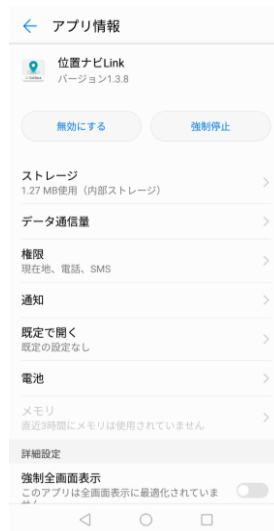 アプリ情報
位置ナビLink
バージョン1.3.8
無効にする
強制停止
ストレージ
1.27 MB使用（内部ストレージ）
データ通信量
権限
現在地、電話、SMS
通知
既定で開く
既定の設定なし
電池
メモリ
直近3時間にメモリは使用されていません
詳細設定
強制全画面表示
このアプリは全画面表示に最適化されていま